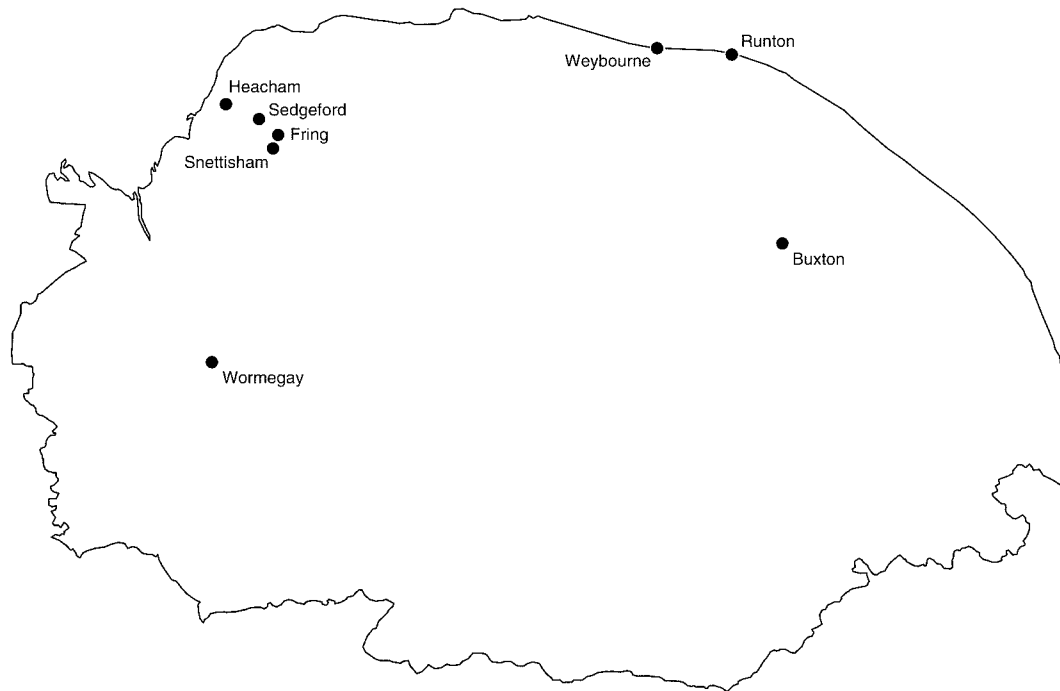 Runton
Weybourne
Heacham
Sedgeford
Fring
Snettisham
Buxton
Wormegay